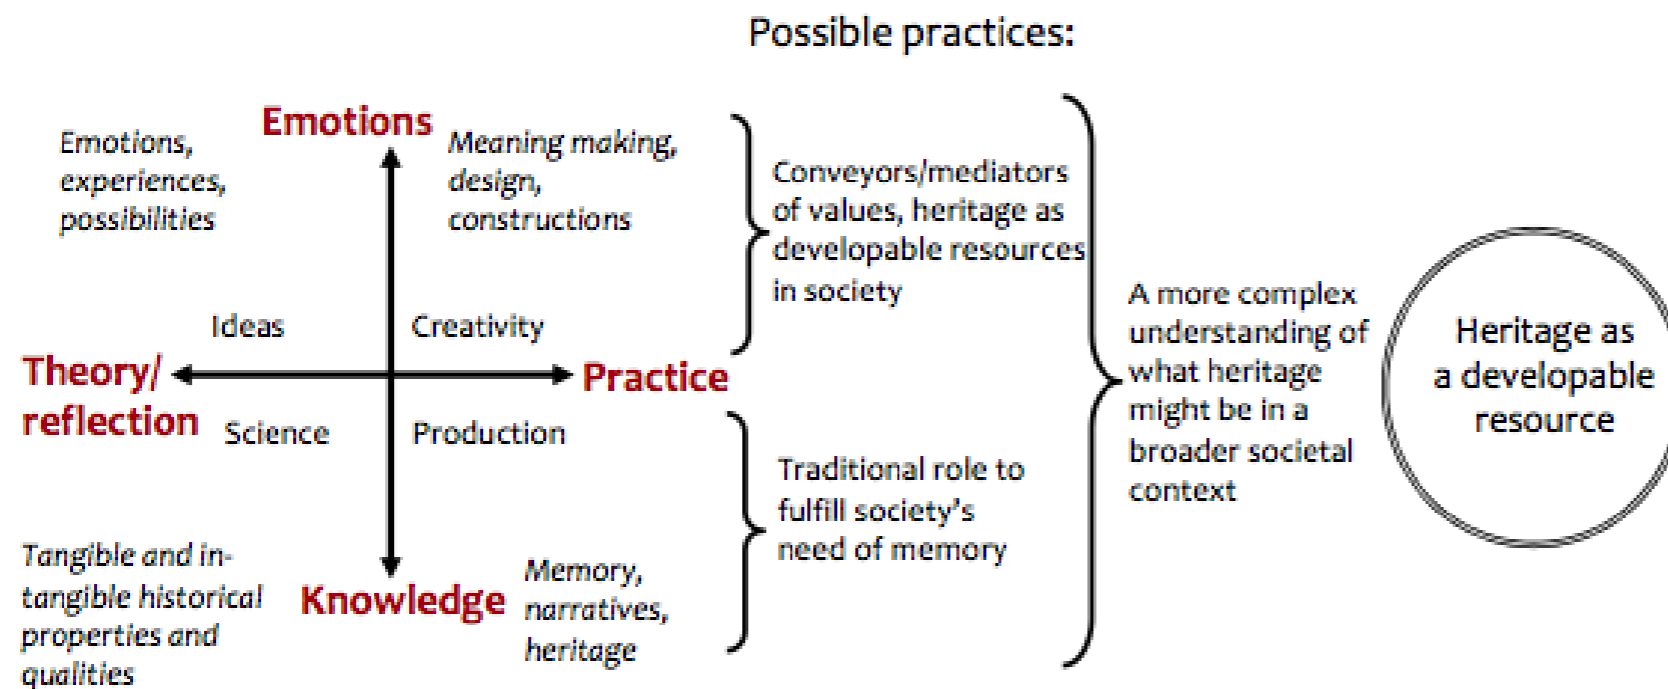 Possible practices:
Emotions
Emotions,
experiences,
possibilities
Meaning making,
design,
constructions
Ideas
Creativity
Theory/
reflection
Practice
Science
Production
Tangible and in-
tangible historical
properties and
qualities
Knowledge
Memory,
narratives,
heritage
Conveyors/mediators
of values, heritage as
developable resources
in society
Traditional role to
fulfill society's
need of memory
A more complex
understanding of
what heritage
might be in a
broader societal
context
Heritage as
a developable
resource